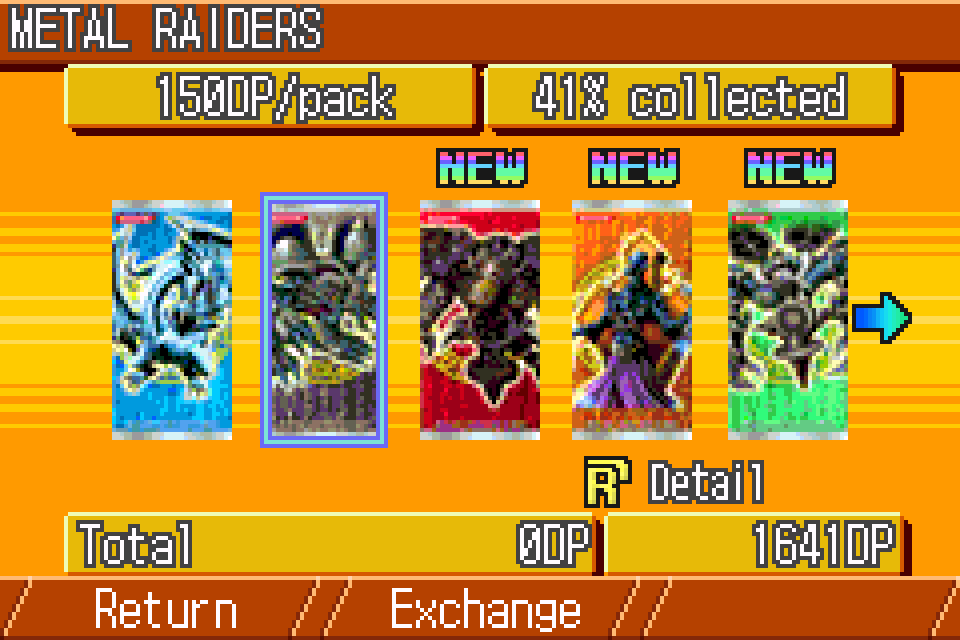 METAL RAIDERS
150DP/pack 41% collected
NEW NEW NEW
R Detail
Total 0DP 1641DP
Return Exchange